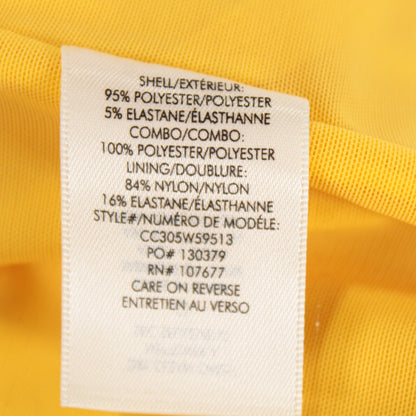 SHELL/EXTÉRIEUR:
95% POLYESTER/POLYESTER
5% ELASTANE/ÉLASTHANNE
COMBO/COMBO:
100% POLYESTER/POLYESTER
LINING/DOUBLURE:
84% NYLON/NYLON
16% ELASTANE/ÉLASTHANNE
STYLE#/NUMÉRO DE MODÉLE:
CC305W59513
PO# 130379
RN# 107677
CARE ON REVERSE
ENTRETIEN AU VERSO